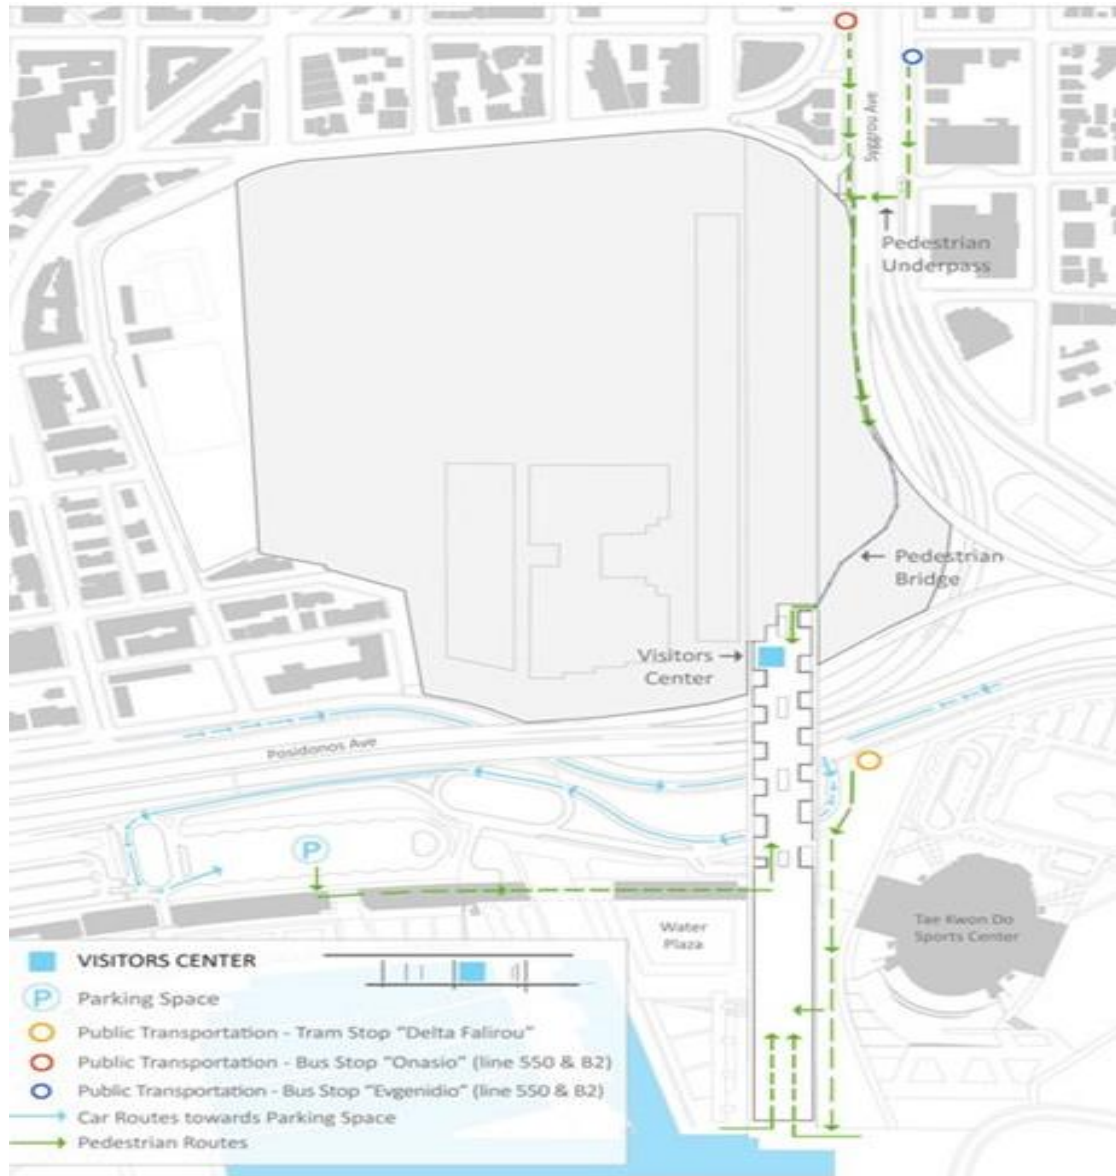 Syggrou Ave
Pedestrian
Underpass
Pedestrian
Bridge
Visitors
Center
Posidonos Ave
P
Tae Kwon Do
Sports Center
Water
Plaza
VISITORS CENTER
P Parking Space
Public Transportation - Tram Stop "Delta Falirou"
Public Transportation - Bus Stop "Onasio" (line 550 & B2)
Public Transportation - Bus Stop "Evgenidio" (line 550 & B2)
Car Routes towards Parking Space
Pedestrian Routes